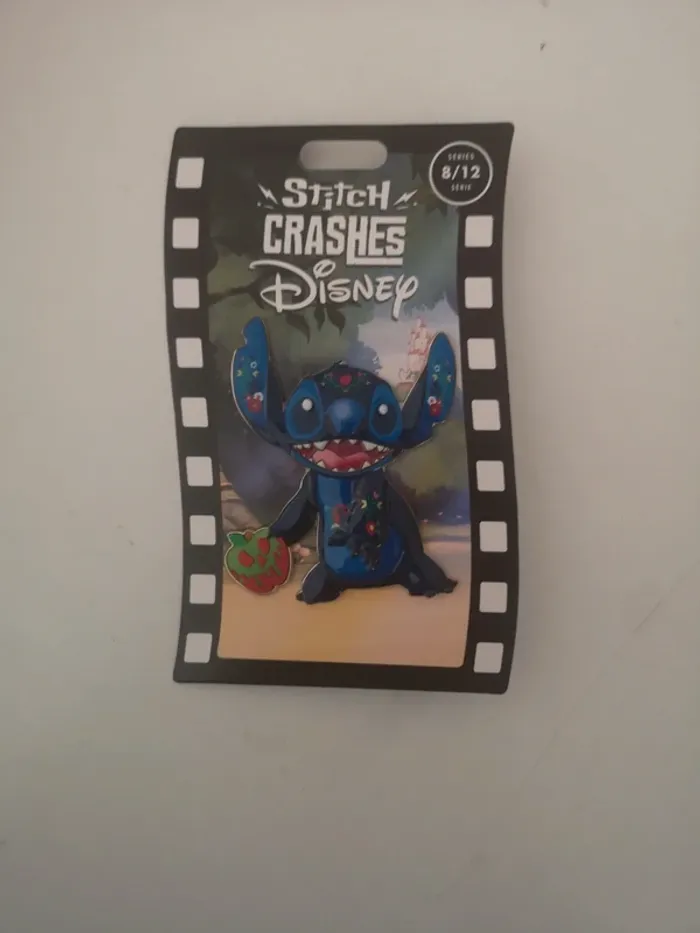 SERIES
8/12
SÉRIE
STiTCH
CRASHES
DISNEY